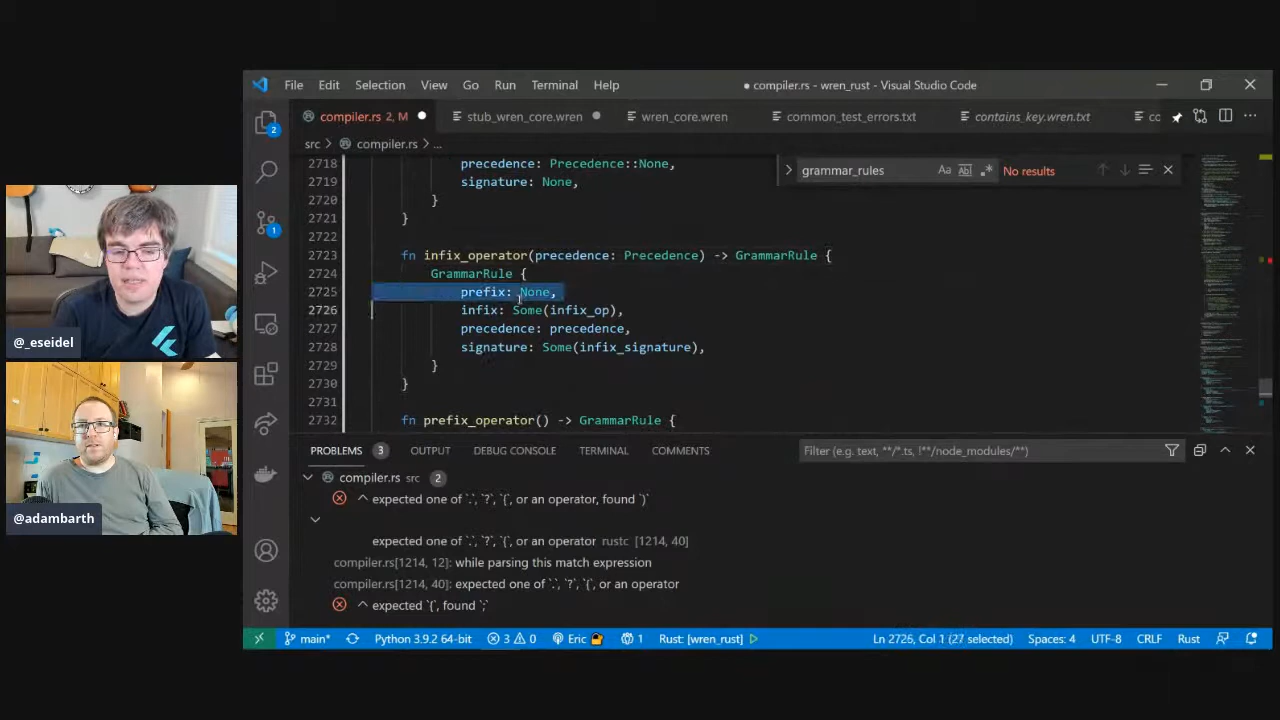 File Edit Selection View Go Run Terminal Help
● compiler.rs - wren_rust - Visual Studio Code
compiler.rs 2, M
stub_wren_core.wren
wren_core.wren
common_test_errors.txt
contains_key.wren.txt
co
src > compiler.rs > ...
grammar_rules
Aa ab .*
No results
2718 precedence: Precedence::None,
2719 signature: None,
2720 }
2721 }
2722
2723 fn infix_operator(precedence: Precedence) -> GrammarRule {
2724 GrammarRule {
2725 prefix: None,
2726 infix: Some(infix_op),
2727 precedence: precedence,
2728 signature: Some(infix_signature),
2729 }
2730 }
2731
2732 fn prefix_operator() -> GrammarRule {
@_eseidel
@adambarth
2
1
PROBLEMS 3 OUTPUT DEBUG CONSOLE TERMINAL COMMENTS
Filter (e.g. text, **/*.ts, !**/node_modules/**)
compiler.rs src 2
^ expected one of `.`, `?`, `{`, or an operator, found `)`
expected one of `.`, `?`, `{`, or an operator rustc [1214, 40]
compiler.rs[1214, 12]: while parsing this match expression
compiler.rs[1214, 40]: expected one of `.`, `?`, `{`, or an operator
^ expected `{`, found `;`
main* Python 3.9.2 64-bit 3 0 Eric 1 Rust: [wren_rust] Ln 2726, Col 1 (27 selected) Spaces: 4 UTF-8 CRLF Rust